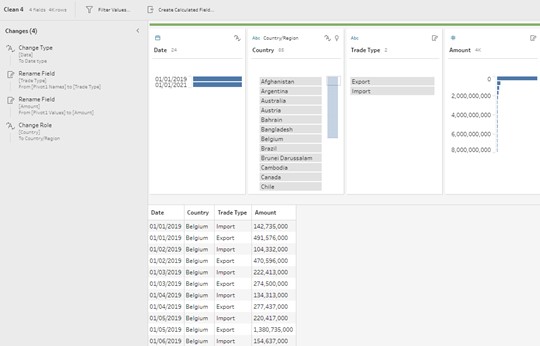 Clean 4 4 Fields 4K Rows Filter Values... Create Calculated Field...
Changes (4)
Change Type
[Date]
To Date type
Rename Field
[Trade Type]
From [Pivot1 Names] to [Trade Type]
Rename Field
[Amount]
From [Pivot1 Values] to [Amount]
Change Role
[Country]
To Country/Region
Date 24
01/01/2019
01/01/2021
Abc Country/Region
Country
Afghanistan
Argentina
Australia
Austria
Bahrain
Bangladesh
Belgium
Brazil
Brunei Darussalam
Cambodia
Canada
Chile
Abc
Trade Type 2
Export
Import
Amount 4K
0
2,000,000,000
4,000,000,000
6,000,000,000
8,000,000,000
Date Country Trade Type Amount
01/01/2019 Belgium Import 142,735,000
01/01/2019 Belgium Export 491,576,000
01/02/2019 Belgium Import 104,332,000
01/02/2019 Belgium Export 470,596,000
01/03/2019 Belgium Import 222,413,000
01/03/2019 Belgium Export 274,500,000
01/04/2019 Belgium Import 134,313,000
01/04/2019 Belgium Export 277,437,000
01/05/2019 Belgium Import 220,417,000
01/05/2019 Belgium Export 1,380,735,000
01/06/2019 Belgium Import 154,637,000